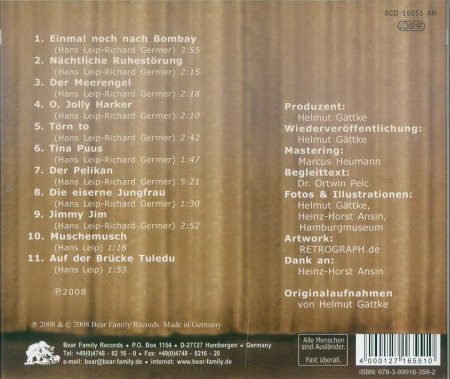 BCD 16551 AH
LC 05197
1. Einmal noch nach Bombay
(Hans Leip-Richard Germer) 3:55
2. Nächtliche Ruhestörung
(Hans Leip-Richard Germer) 2:15
3. Der Meerengel
(Hans Leip-Richard Germer) 2:18
4. O, Jolly Harker
(Hans Leip-Richard Germer) 2:10
5. Törn to
(Hans Leip-Richard Germer) 2:42
6. Tina Puus
(Hans Leip-Richard Germer) 1:47
7. Der Pelikan
(Hans Leip-Richard Germer) 5:21
8. Die eiserne Jungfrau
(Hans Leip-Richard Germer) 1:30
9. Jimmy Jim
(Hans Leip-Richard Germer) 2:52
10. Muschemusch
(Hans Leip) 1:18
11. Auf der Brücke Tuledu
(Hans Leip) 1:53
℗2008
Produzent:
Helmut Gättke
Wiederveröffentlichung:
Helmut Gättke
Mastering:
Marcus Heumann
Begleittext:
Dr. Ortwin Pelc
Fotos & Illustrationen:
Helmut Gättke,
Heinz-Horst Ansin,
Hamburgmuseum
Artwork:
RETROGRAPH.de
Dank an:
Heinz-Horst Ansin
Originalaufnahmen
von Helmut Gättke
℗ 2008 & © 2008 Bear Family Records Made in Germany
Bear Family Records • P.O. Box 1154 • D-27727 Hambergen • Germany
Tel: +49(0)4748 - 82 16 - 0 • Fax: +49(0)4748 - 8216 - 20
e-mail: bear@bear-family.de • www.bear-family.de
Alle Menschen
sind Ausländer.
Fast überall.
4 000127 165510
ISBN: 978-3-89916-358-2